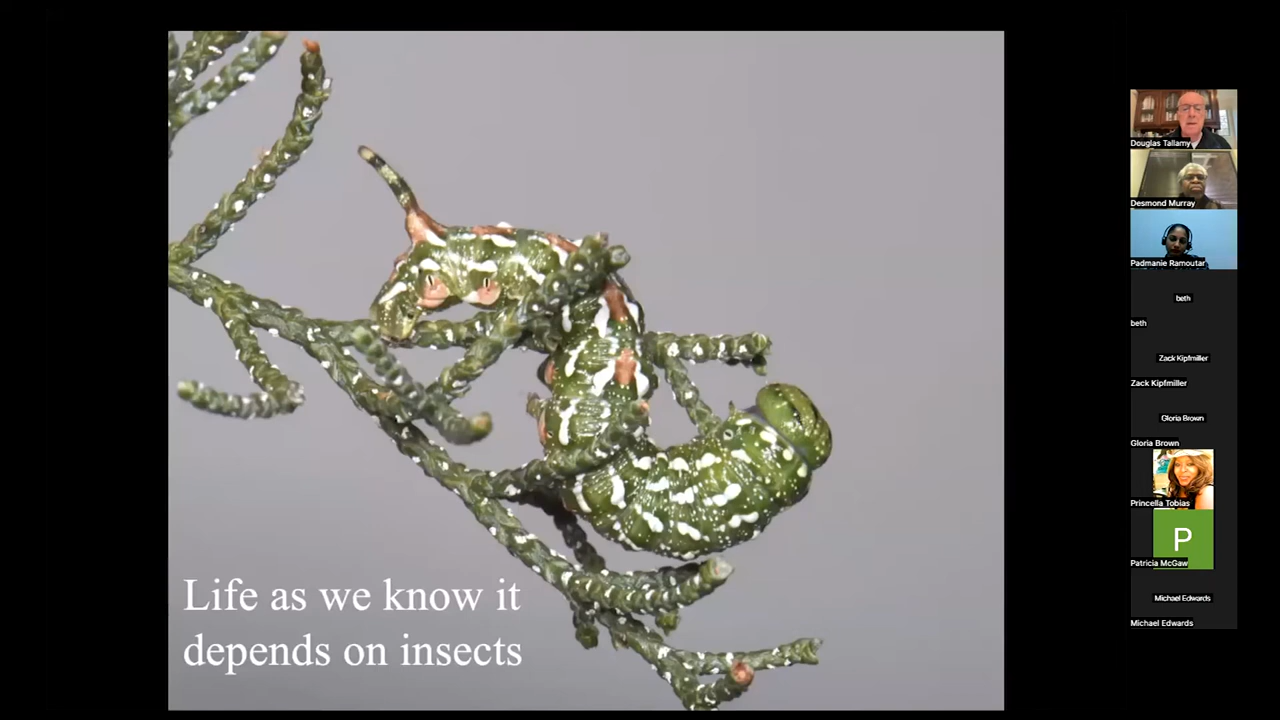 Life as we know it
depends on insects
Douglas Tallamy
Desmond Murray
Padmanie Ramoutar
beth
beth
Zack Kipfmiller
Zack Kipfmiller
Gloria Brown
Gloria Brown
Princella Tobias
P
Patricia McGaw
Michael Edwards
Michael Edwards